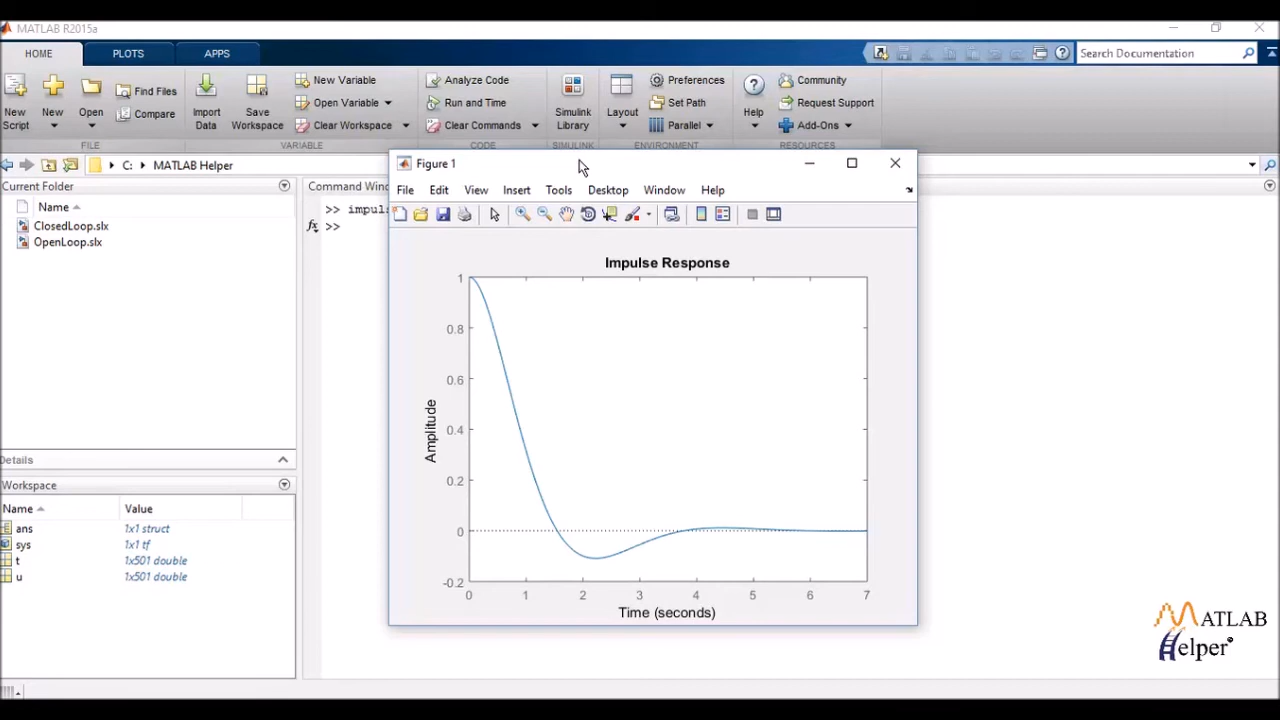 MATLAB R2015a
HOME PLOTS APPS
Search Documentation
New Script
New
Open
Find Files
Compare
Import Data
Save Workspace
New Variable
Open Variable
Clear Workspace
Analyze Code
Run and Time
Clear Commands
Simulink Library
Layout
Preferences
Set Path
Parallel
Help
Community
Request Support
Add-Ons
FILE VARIABLE CODE SIMULINK ENVIRONMENT RESOURCES
C: MATLAB Helper
Current Folder
Name
ClosedLoop.slx
OpenLoop.slx
Details
Workspace
Name Value
ans 1x1 struct
sys 1x1 tf
t 1x501 double
u 1x501 double
>> impuls
fx >>
Figure 1
File Edit View Insert Tools Desktop Window Help
Impulse Response
1
0.8
0.6
0.4
0.2
0
-0.2
Amplitude
0 1 2 3 4 5 6 7
Time (seconds)
MATLAB
Helper®